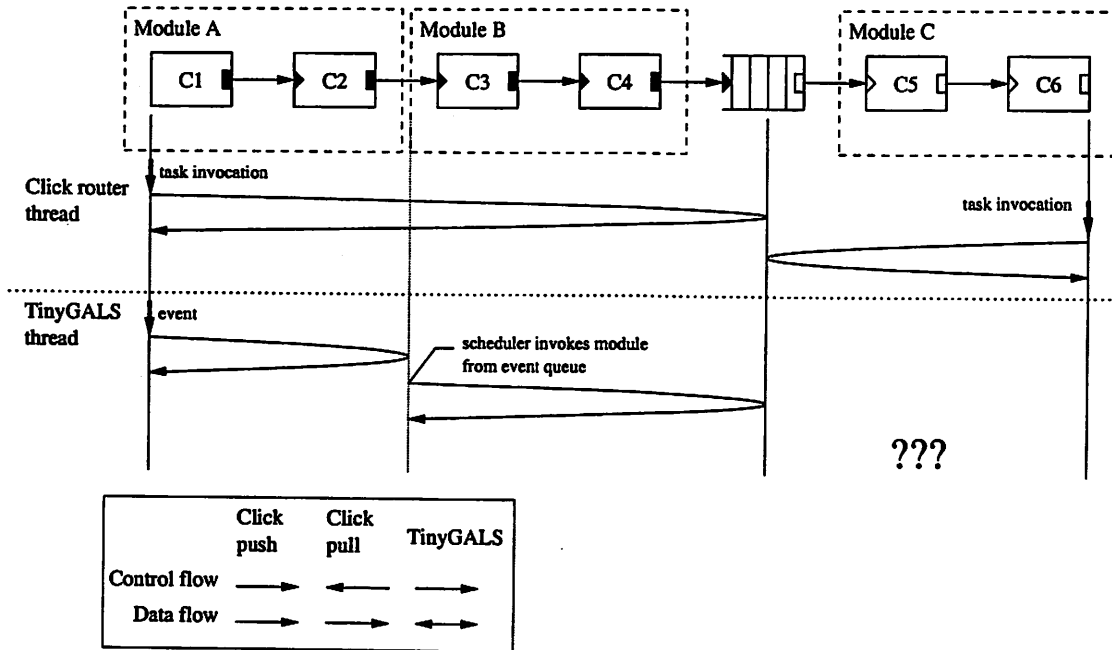 Module A
Module B
Module C
C1
C2
C3
C4
C5
C6
task invocation
Click router
thread
task invocation
TinyGALS
thread
event
scheduler invokes module
from event queue
???
Click
push
Click
pull
TinyGALS
Control flow
Data flow